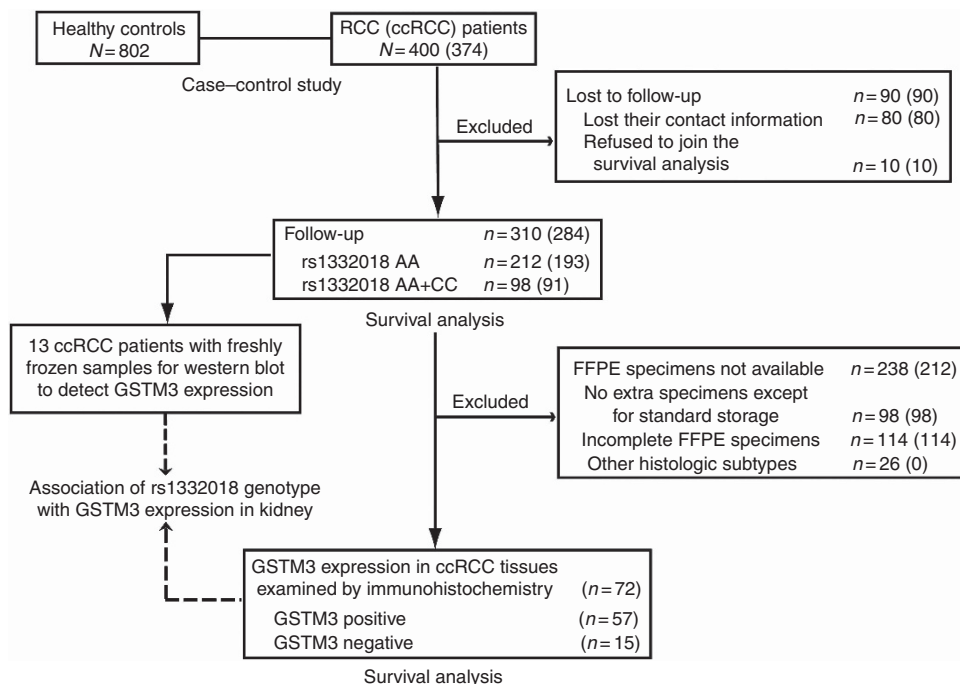 Healthy controls
N=802
RCC (ccRCC) patients
N=400 (374)
Case–control study
Excluded
Lost to follow-up n=90 (90)
Lost their contact information n=80 (80)
Refused to join the
survival analysis
n=10 (10)
Follow-up n=310 (284)
rs1332018 AA n=212 (193)
rs1332018 AA+CC n=98 (91)
Survival analysis
13 ccRCC patients with freshly
frozen samples for western blot
to detect GSTM3 expression
Excluded
FFPE specimens not available n=238 (212)
No extra specimens except
for standard storage n=98 (98)
Incomplete FFPE specimens n=114 (114)
Other histologic subtypes n=26 (0)
Association of rs1332018 genotype
with GSTM3 expression in kidney
GSTM3 expression in ccRCC tissues
examined by immunohistochemistry (n=72)
GSTM3 positive (n=57)
GSTM3 negative (n=15)
Survival analysis